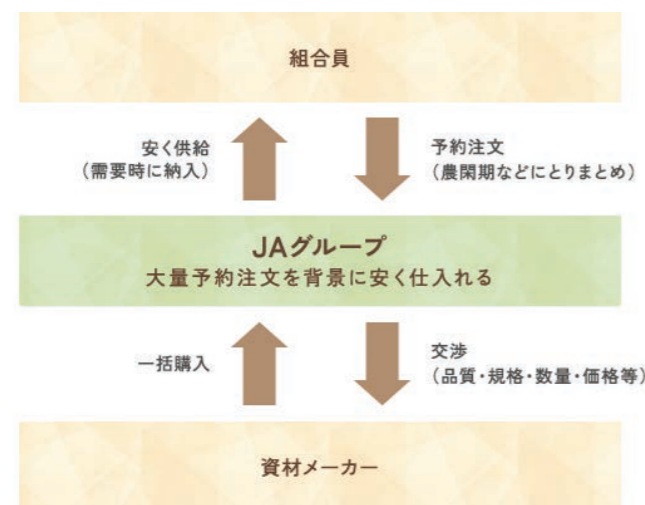 組合員
安く供給
（需要時に納入）
予約注文
（農閑期などにとりまとめ）
JAグループ
大量予約注文を背景に安く仕入れる
一括購入
交渉
（品質・規格・数量・価格等）
資材メーカー